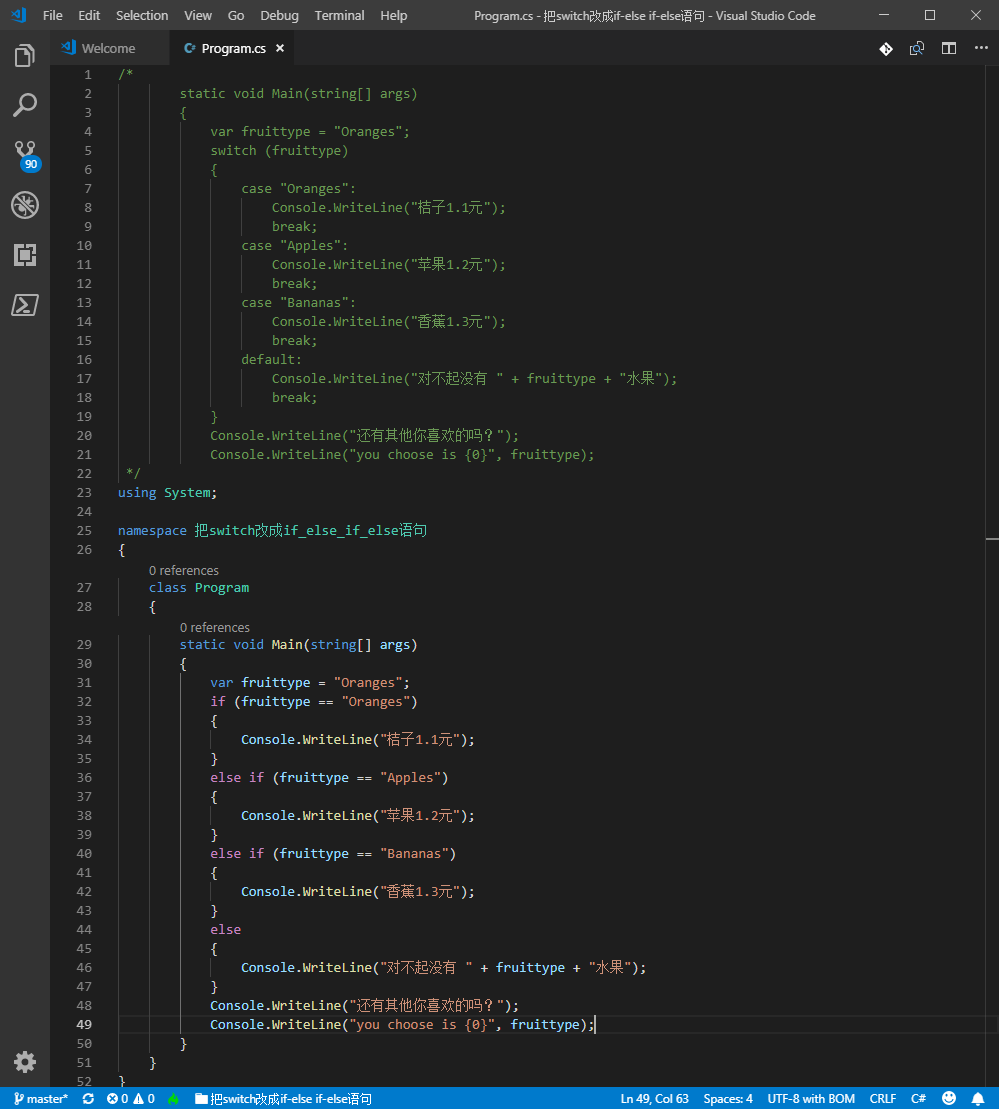 File Edit Selection View Go Debug Terminal Help Program.cs - 把switch改成if-else if-else语句 - Visual Studio Code
Welcome Program.cs ×
90
1 /*
2 static void Main(string[] args)
3 {
4 var fruittype = "Oranges";
5 switch (fruittype)
6 {
7 case "Oranges":
8 Console.WriteLine("桔子1.1元");
9 break;
10 case "Apples":
11 Console.WriteLine("苹果1.2元");
12 break;
13 case "Bananas":
14 Console.WriteLine("香蕉1.3元");
15 break;
16 default:
17 Console.WriteLine("对不起没有 " + fruittype + "水果");
18 break;
19 }
20 Console.WriteLine("还有其他你喜欢的吗？");
21 Console.WriteLine("you choose is {0}", fruittype);
22 */
23 using System;
24
25 namespace 把switch改成if_else_if_else语句
26 {
0 references
27 class Program
28 {
0 references
29 static void Main(string[] args)
30 {
31 var fruittype = "Oranges";
32 if (fruittype == "Oranges")
33 {
34 Console.WriteLine("桔子1.1元");
35 }
36 else if (fruittype == "Apples")
37 {
38 Console.WriteLine("苹果1.2元");
39 }
40 else if (fruittype == "Bananas")
41 {
42 Console.WriteLine("香蕉1.3元");
43 }
44 else
45 {
46 Console.WriteLine("对不起没有 " + fruittype + "水果");
47 }
48 Console.WriteLine("还有其他你喜欢的吗？");
49 Console.WriteLine("you choose is {0}", fruittype);
50 }
51 }
52 }
master* 0 0 把switch改成if-else if-else语句 Ln 49, Col 63 Spaces: 4 UTF-8 with BOM CRLF C#